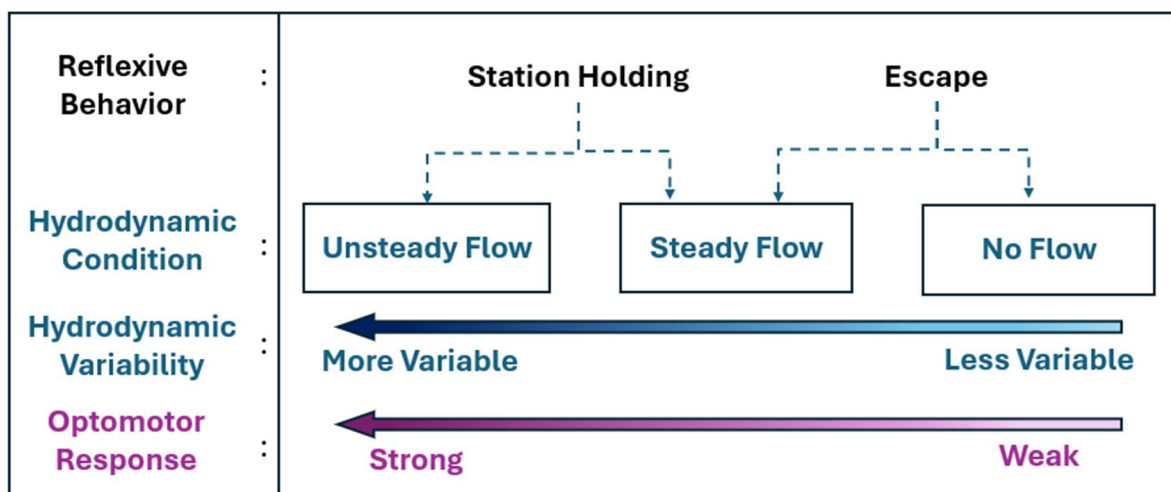 Reflexive
Behavior
:
Station Holding
Escape
Hydrodynamic
Condition
:
Unsteady Flow
Steady Flow
No Flow
Hydrodynamic
Variability
:
More Variable
Less Variable
Optomotor
Response
:
Strong
Weak